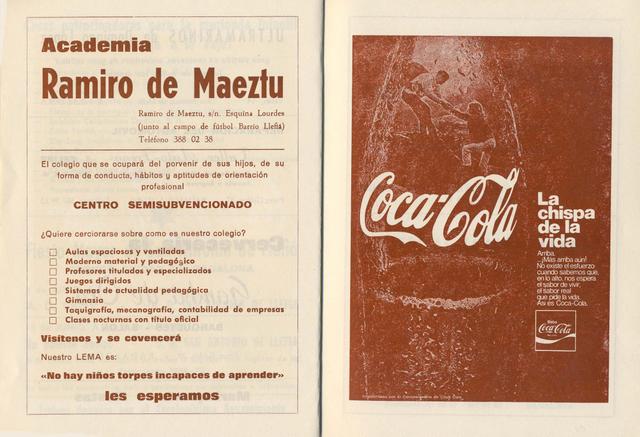 Academia
Ramiro de Maeztu
Ramiro de Maeztu, s/n. Esquina Lourdes
(junto al campo de fútbol Barrio Llefiá)
Teléfono 388 02 38
El colegio que se ocupará del porvenir de sus hijos, de su
forma de conducta, hábitos y aptitudes de orientación
profesional
CENTRO SEMISUBVENCIONADO
¿Quiere cerciorarse sobre como es nuestro colegio?
Aulas espaciosas y ventiladas
Moderno material y pedagógico
Profesores titulados y especializados
Juegos dirigidos
Sistemas de actualidad pedagógica
Gimnasia
Taquigrafía, mecanografía, contabilidad de empresas
Clases nocturnas con título oficial
Visítenos y se convencerá
Nuestro LEMA es:
«No hay niños torpes incapaces de aprender»
les esperamos
Coca-Cola
La
chispa
de la
vida
Arriba.
¡Más arriba aún!
No existe el esfuerzo
cuando sabemos que,
en lo alto, nos espera
el sabor de vivir,
el sabor real
que pide la vida.
Así es Coca-Cola.
Beba
Coca-Cola